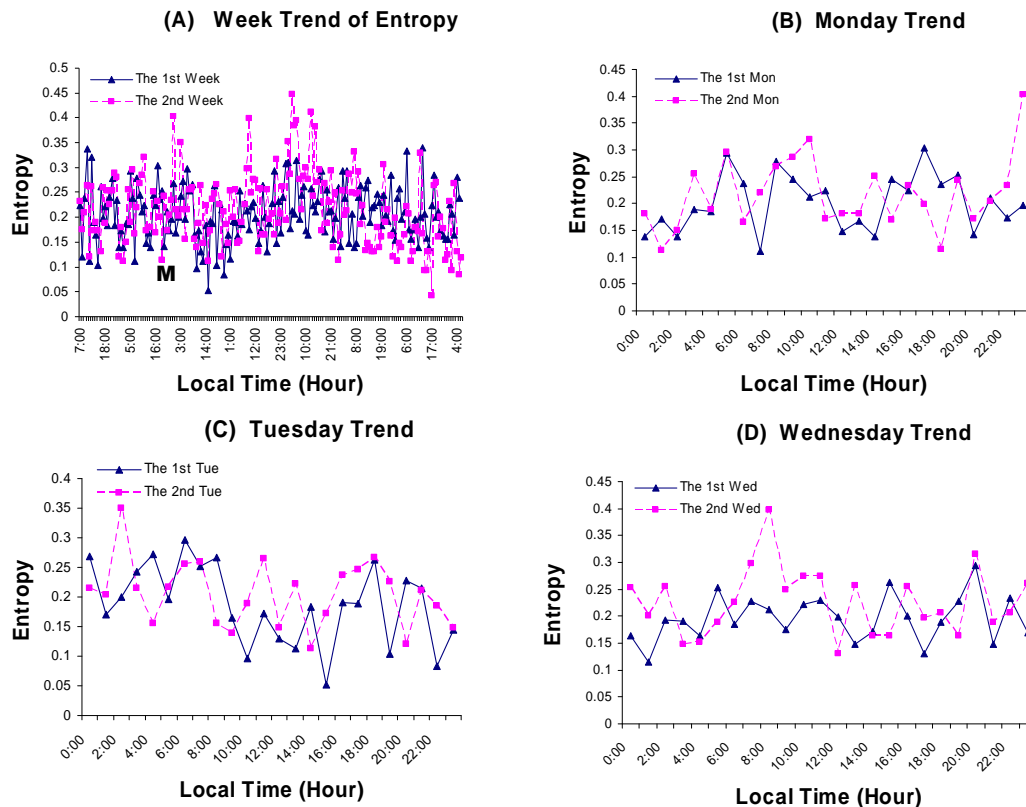 (A) Week Trend of Entropy
0.5
0.45
0.4
0.35
0.3
0.25
0.2
0.15
0.1
0.05
0
Entropy
The 1st Week
The 2nd Week
M
7:00 18:00 5:00 16:00 3:00 14:00 1:00 12:00 23:00 10:00 21:00 8:00 19:00 6:00 17:00 4:00
Local Time (Hour)
(B) Monday Trend
0.45
0.4
0.35
0.3
0.25
0.2
0.15
0.1
0.05
0
Entropy
The 1st Mon
The 2nd Mon
0:00 2:00 4:00 6:00 8:00 10:00 12:00 14:00 16:00 18:00 20:00 22:00
Local Time (Hour)
(C) Tuesday Trend
0.4
0.35
0.3
0.25
0.2
0.15
0.1
0.05
0
Entropy
The 1st Tue
The 2nd Tue
0:00 2:00 4:00 6:00 8:00 10:00 12:00 14:00 16:00 18:00 20:00 22:00
Local Time (Hour)
(D) Wednesday Trend
0.45
0.4
0.35
0.3
0.25
0.2
0.15
0.1
0.05
0
Entropy
The 1st Wed
The 2nd Wed
0:00 2:00 4:00 6:00 8:00 10:00 12:00 14:00 16:00 18:00 20:00 22:00
Local Time (Hour)